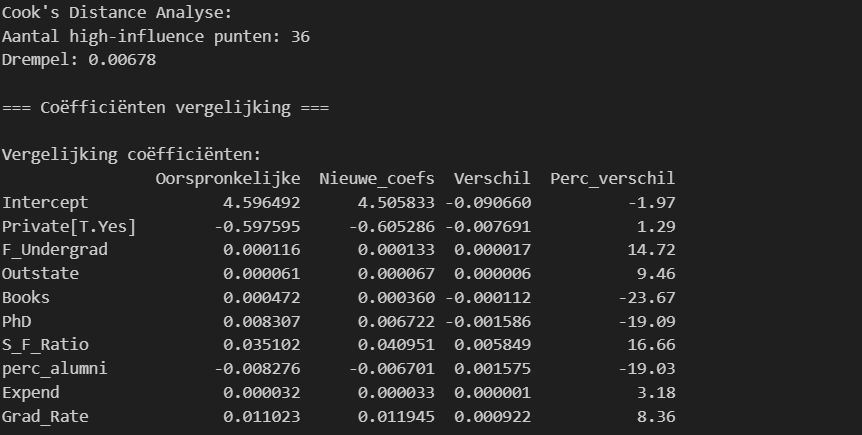 Cook's Distance Analyse:
Aantal high-influence punten: 36
Drempel: 0.00678
=== Coëfficiënten vergelijking ===
Vergelijking coëfficiënten:
Oorspronkelijke Nieuwe_coefs Verschil Perc_verschil
Intercept 4.596492 4.505833 -0.090660 -1.97
Private[T.Yes] -0.597595 -0.605286 -0.007691 1.29
F_Undergrad 0.000116 0.000133 0.000017 14.72
Outstate 0.000061 0.000067 0.000006 9.46
Books 0.000472 0.000360 -0.000112 -23.67
PhD 0.008307 0.006722 -0.001586 -19.09
S_F_Ratio 0.035102 0.040951 0.005849 16.66
perc_alumni -0.008276 -0.006701 0.001575 -19.03
Expend 0.000032 0.000033 0.000001 3.18
Grad_Rate 0.011023 0.011945 0.000922 8.36